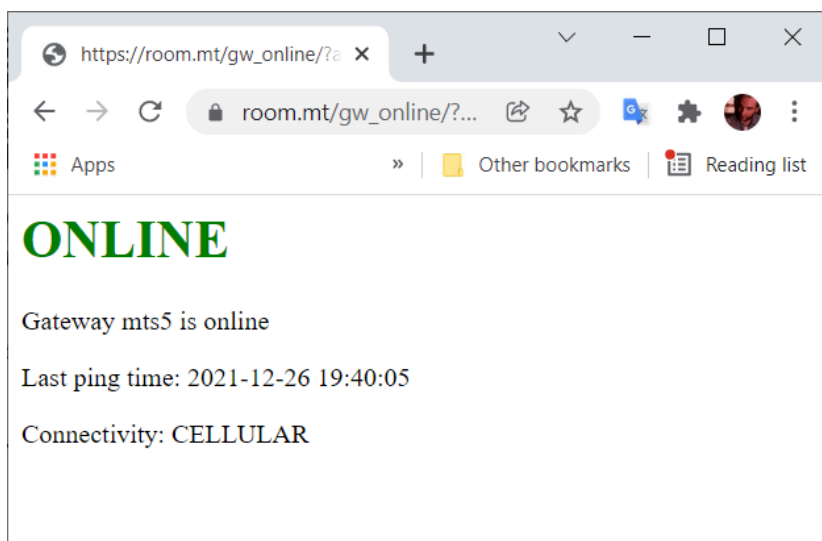 https://room.mt/gw_online/?a
room.mt/gw_online/?...
Apps » Other bookmarks Reading list
ONLINE
Gateway mts5 is online
Last ping time: 2021-12-26 19:40:05
Connectivity: CELLULAR